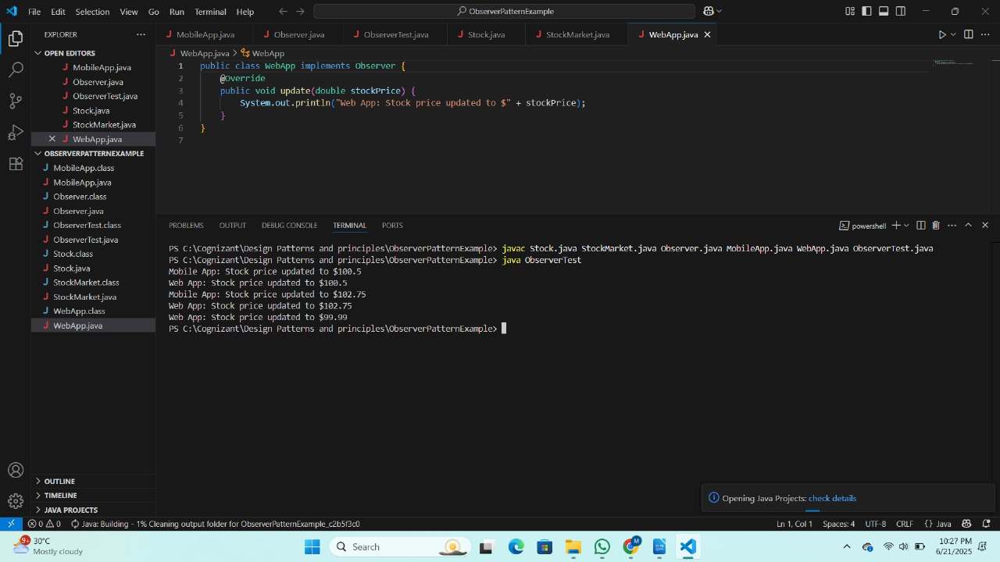 File Edit Selection View Go Run Terminal Help
ObserverPatternExample
EXPLORER
OPEN EDITORS
MobileApp.java
Observer.java
ObserverTest.java
Stock.java
StockMarket.java
WebApp.java
OBSERVERPATTERNEXAMPLE
MobileApp.class
MobileApp.java
Observer.class
Observer.java
ObserverTest.class
ObserverTest.java
Stock.class
Stock.java
StockMarket.class
StockMarket.java
WebApp.class
WebApp.java
OUTLINE
TIMELINE
JAVA PROJECTS
MobileApp.java Observer.java ObserverTest.java Stock.java StockMarket.java WebApp.java
WebApp.java > WebApp
1 public class WebApp implements Observer {
2 @Override
3 public void update(double stockPrice) {
4 System.out.println("Web App: Stock price updated to $" + stockPrice);
5 }
6 }
7
PROBLEMS OUTPUT DEBUG CONSOLE TERMINAL PORTS
powershell
PS C:\Cognizant\Design Patterns and principles\ObserverPatternExample> javac Stock.java StockMarket.java Observer.java MobileApp.java WebApp.java ObserverTest.java
PS C:\Cognizant\Design Patterns and principles\ObserverPatternExample> java ObserverTest
Mobile App: Stock price updated to $100.5
Web App: Stock price updated to $100.5
Mobile App: Stock price updated to $102.75
Web App: Stock price updated to $102.75
Web App: Stock price updated to $99.99
PS C:\Cognizant\Design Patterns and principles\ObserverPatternExample>
Opening Java Projects: check details
0 0 Java: Building - 1% Cleaning output folder for ObserverPatternExample_c2b5f3c0
Ln 1, Col 1 Spaces: 4 UTF-8 CRLF {} Java
9+
30°C
Mostly cloudy
Search
M
10:27 PM
6/21/2025